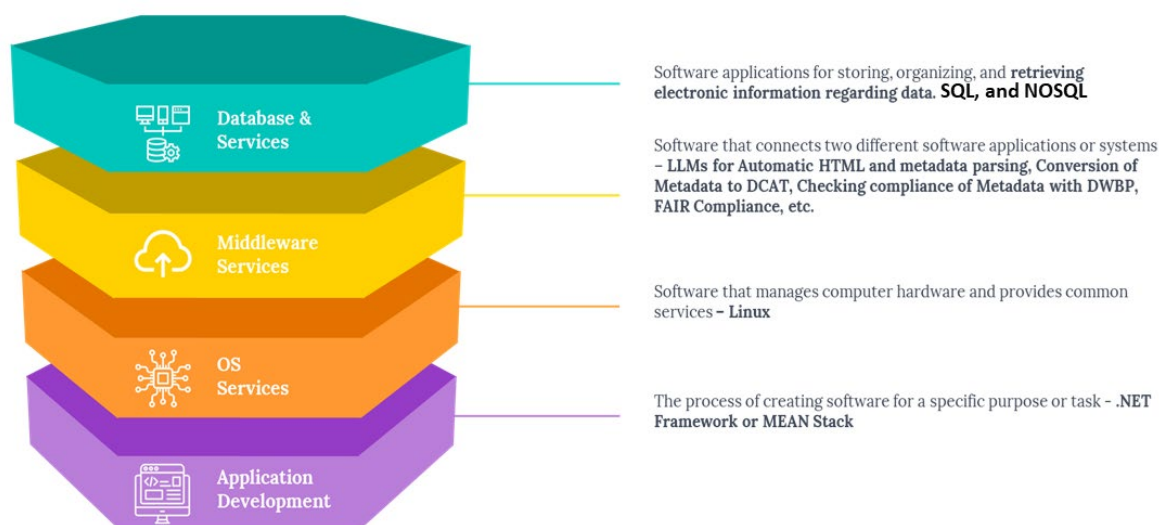 Database &
Services
Software applications for storing, organizing, and retrieving
electronic information regarding data. SQL, and NOSQL
Middleware
Services
Software that connects two different software applications or systems
– LLMs for Automatic HTML and metadata parsing, Conversion of
Metadata to DCAT, Checking compliance of Metadata with DWBP,
FAIR Compliance, etc.
OS
Services
Software that manages computer hardware and provides common
services – Linux
Application
Development
The process of creating software for a specific purpose or task - .NET
Framework or MEAN Stack